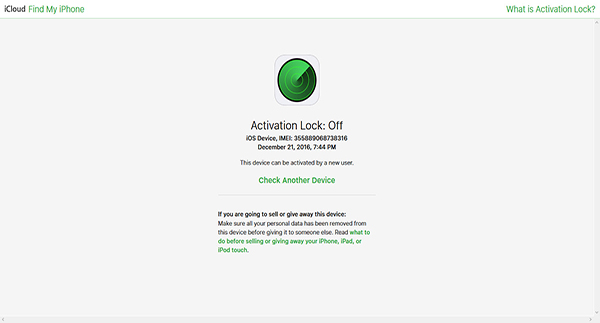 iCloud Find My iPhone What is Activation Lock?
Activation Lock: Off
iOS Device, IMEI: 355889068738316
December 21, 2016, 7:44 PM
This device can be activated by a new user.
Check Another Device
If you are going to sell or give away this device:
Make sure all your personal data has been removed from
this device before giving it to someone else. Read what to
do before selling or giving away your iPhone, iPad, or
iPod touch.